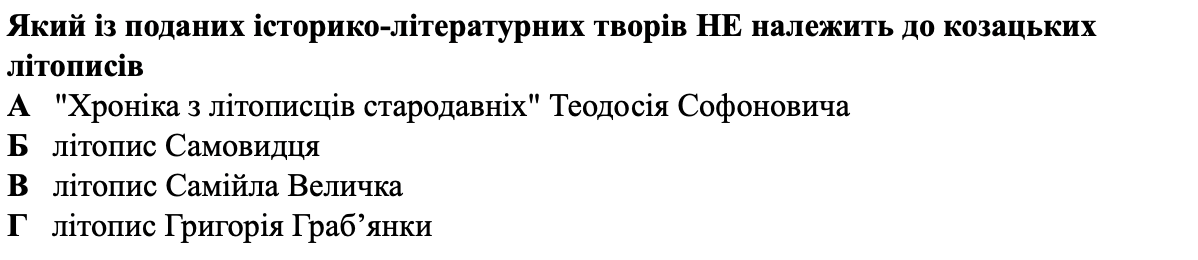 Який із поданих історико-літературних творів НЕ належить до козацьких
літописів
А "Хроніка з літописців стародавніх" Теодосія Софоновича
Б літопис Самовидця
В літопис Самійла Величка
Г літопис Григорія Граб’янки